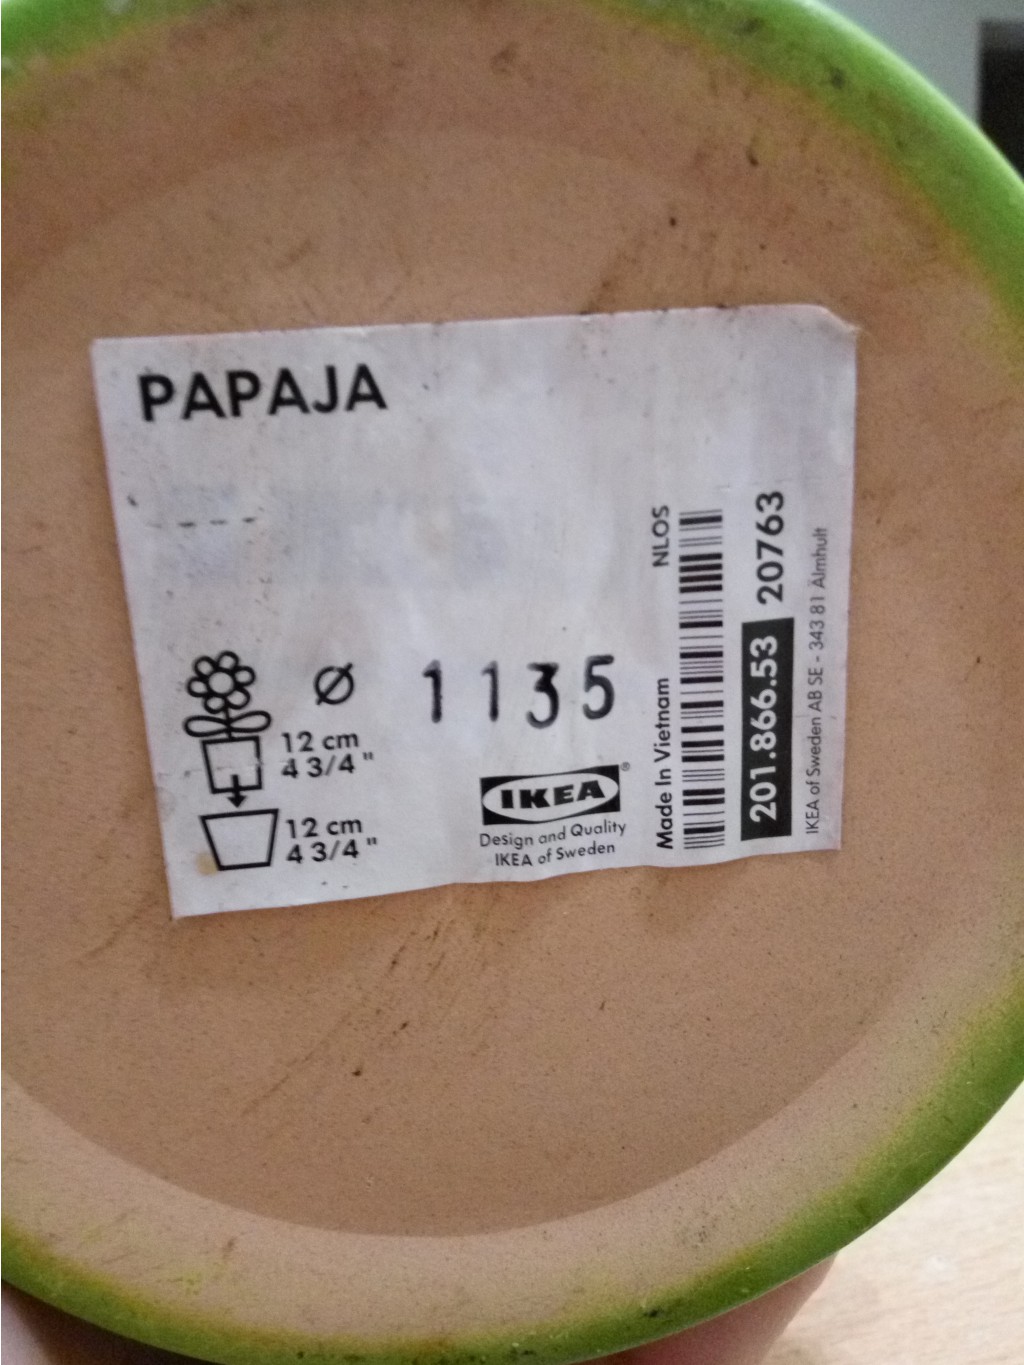 PAPAJA
Ø
1135
12 cm
4 3/4 "
12 cm
4 3/4 "
IKEA®
Design and Quality
IKEA of Sweden
Made In Vietnam
NLOS
201.866.53 20763
IKEA of Sweden AB SE - 343 81 Älmhult